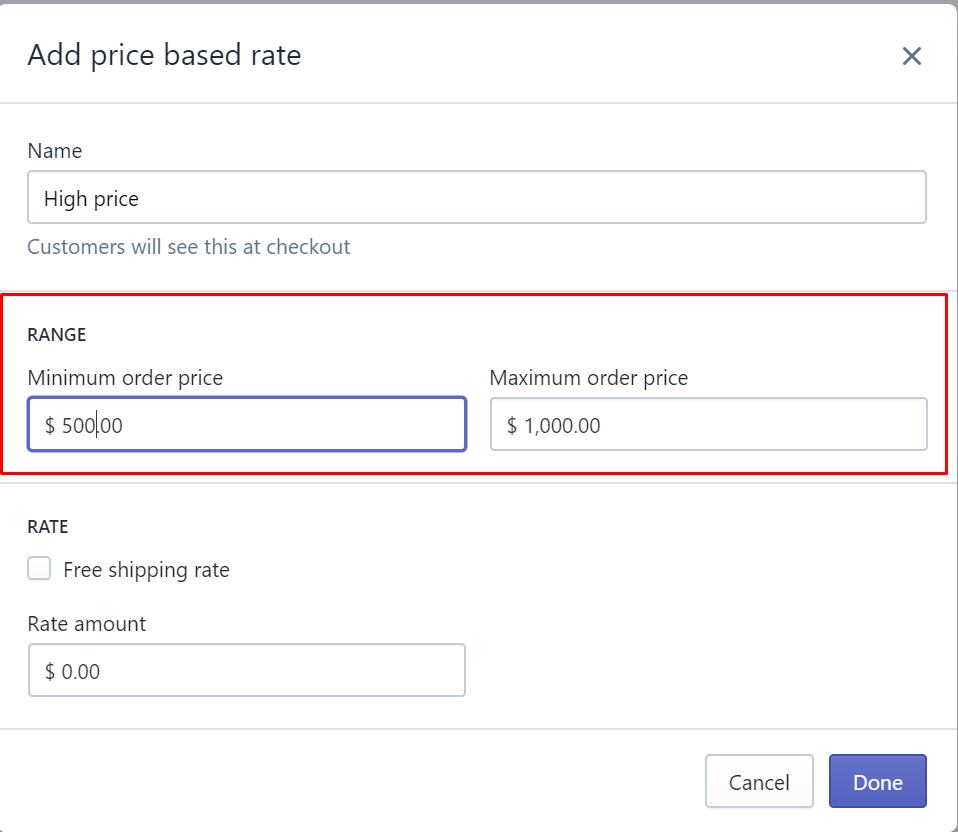 Add price based rate
Name
High price
Customers will see this at checkout
RANGE
Minimum order price Maximum order price
$ 500.00 $ 1,000.00
RATE
Free shipping rate
Rate amount
$ 0.00
Cancel Done